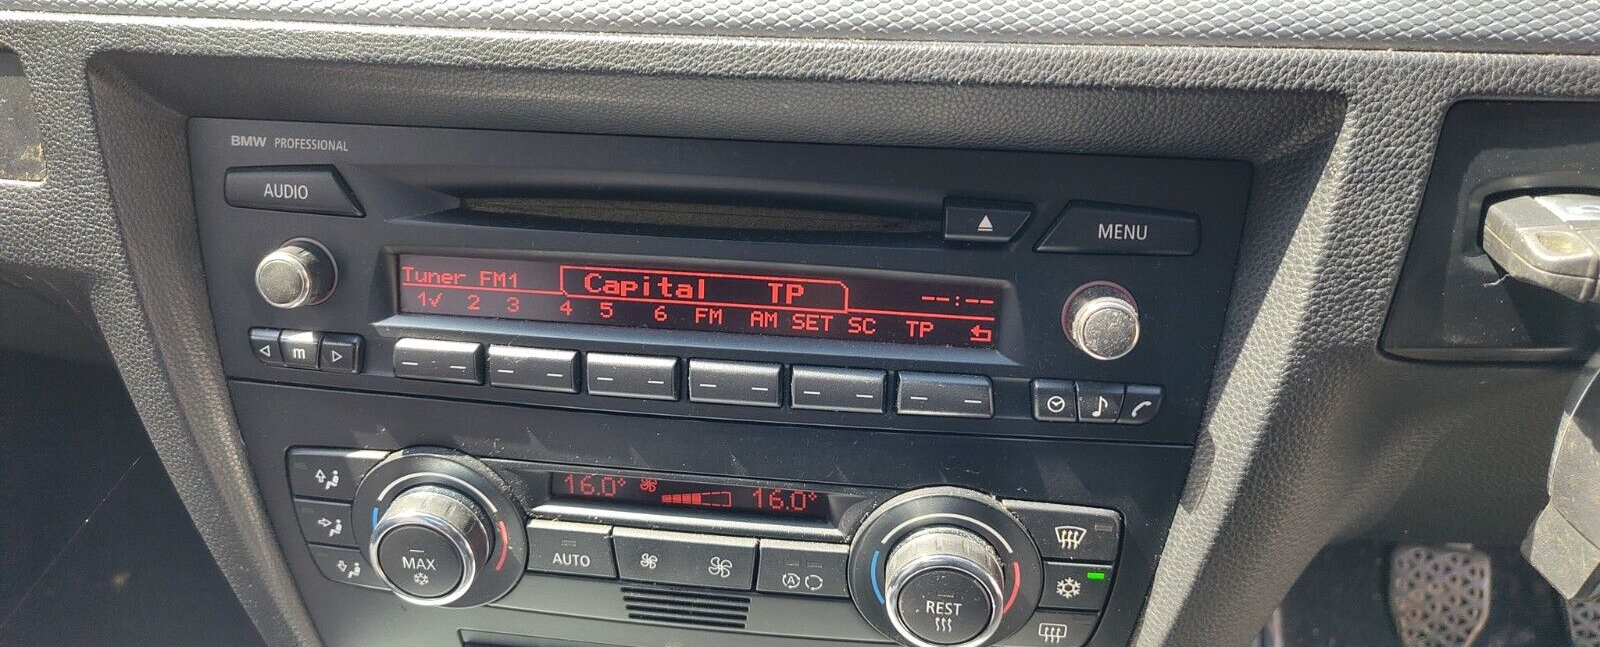 BMW PROFESSIONAL
AUDIO
MENU
Tuner FM1 Capital TP --:--
1✓ 2 3 4 5 6 FM AM SET SC TP
m
16.0° 16.0°
MAX
AUTO
A
REST